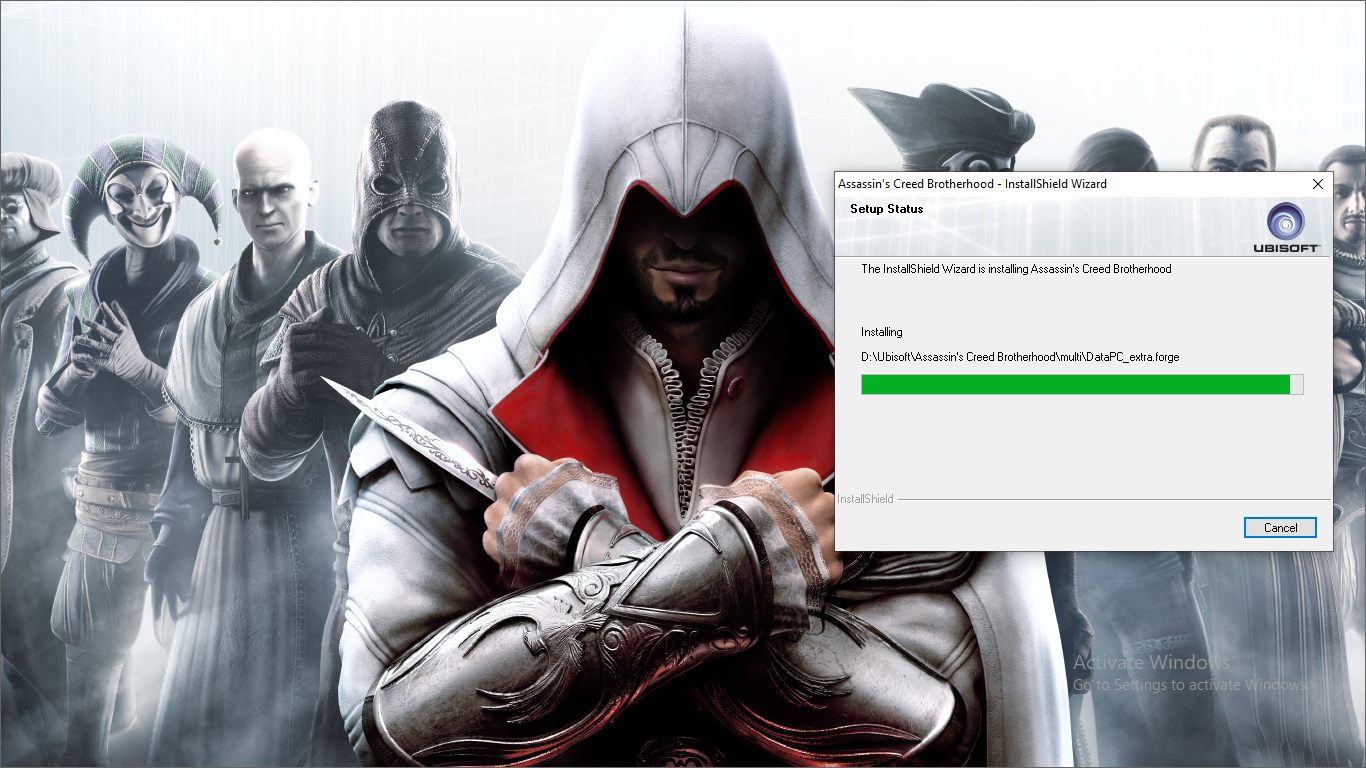 Assassin's Creed Brotherhood - InstallShield Wizard
Setup Status
UBISOFT
The InstallShield Wizard is installing Assassin's Creed Brotherhood
Installing
D:\Ubisoft\Assassin's Creed Brotherhood\multi\DataPC_extra.forge
InstallShield
Cancel
Activate Windows
Go to Settings to activate Windows.